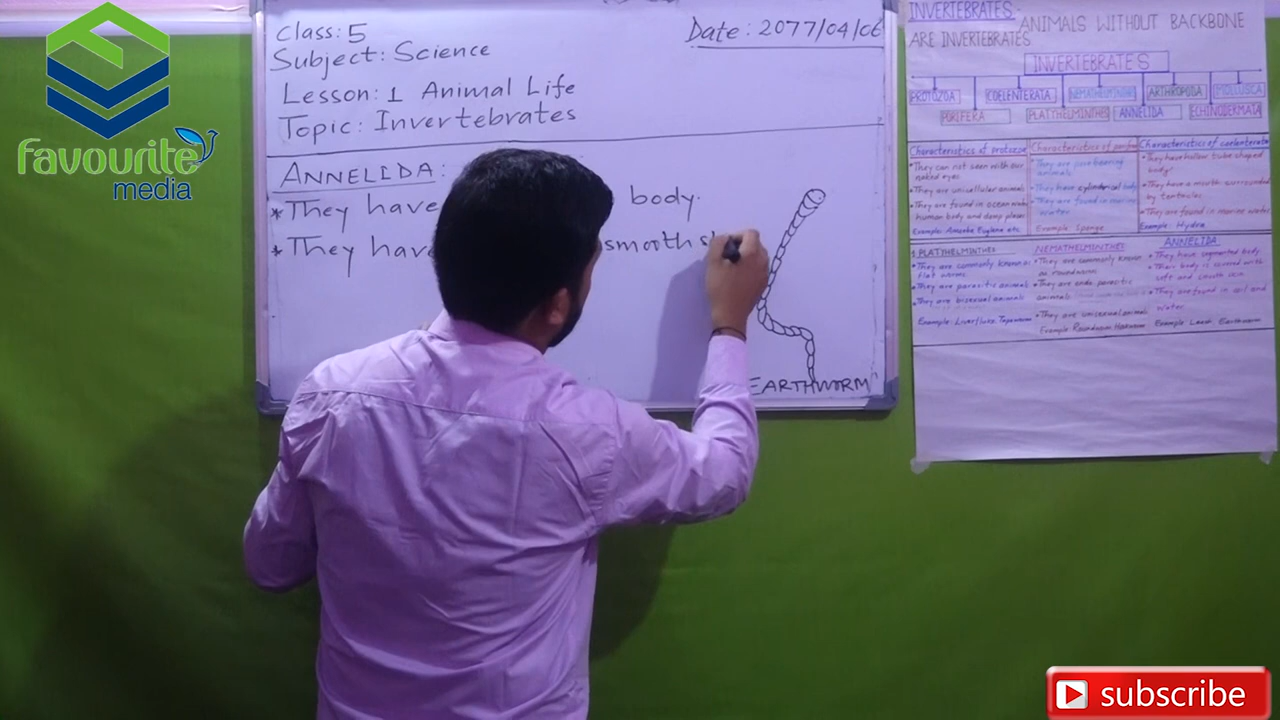 favourite
media
Class: 5
Subject: Science
Date: 2077/04/06
Lesson: 1 Animal Life
Topic: Invertebrates
ANNELIDA:
* They have body.
* They have smooth
EARTHWORM
INVERTEBRATES: ANIMALS WITHOUT BACKBONE
ARE INVERTEBRATES
INVERTEBRATES
PROTOZOA COELENTERATA NEMATHELMINTHE ARTHROPODA MOLLUSCA
PORIFERA PLATYHELMINTHES ANNELIDA ECHINODERMATA
Characteristics of protozoa
• They can not seen with our
naked eyes
• They are unicellular animals
• They are found in ocean water
human body and deep places
Example: Amoeba Euglena etc
Characteristics of
• They are pore bearing
animals
• They have cylindrical body
• They are found in marine
water
Example: Sponge
Characteristics of coelenterata
• They have hollow tube shaped
body
• They have a mouth surrounded
by tentacles
• They are found in marine water
Example: Hydra
PLATYHELMINTHES
• They are commonly known as
flat worms
• They are parasitic animals
• They are bisexual animals
Example: Liverfluke, Tapeworm
NEMATHELMINTHES
• They are commonly known
as roundworm
• They are endo parasitic
animals
• They are unisexual animals
Example Roundworm Hookworm
ANNELIDA
• They have segmented body
• Their body is covered with
soft and smooth skin
• They are found in soil and
water
Example: Leech Earthworm
subscribe